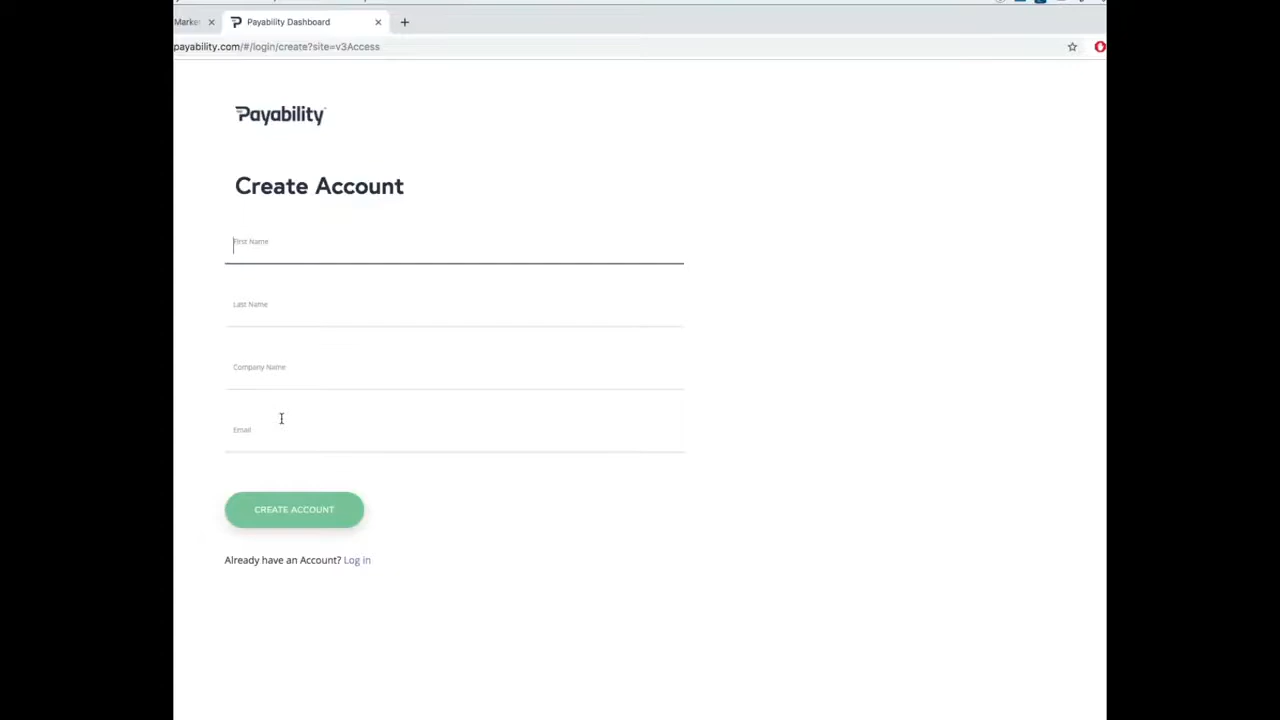 Marke
Payability Dashboard
payability.com/#/login/create?site=v3Access
Payability
Create Account
First Name
Last Name
Company Name
Email
CREATE ACCOUNT
Already have an Account? Log in